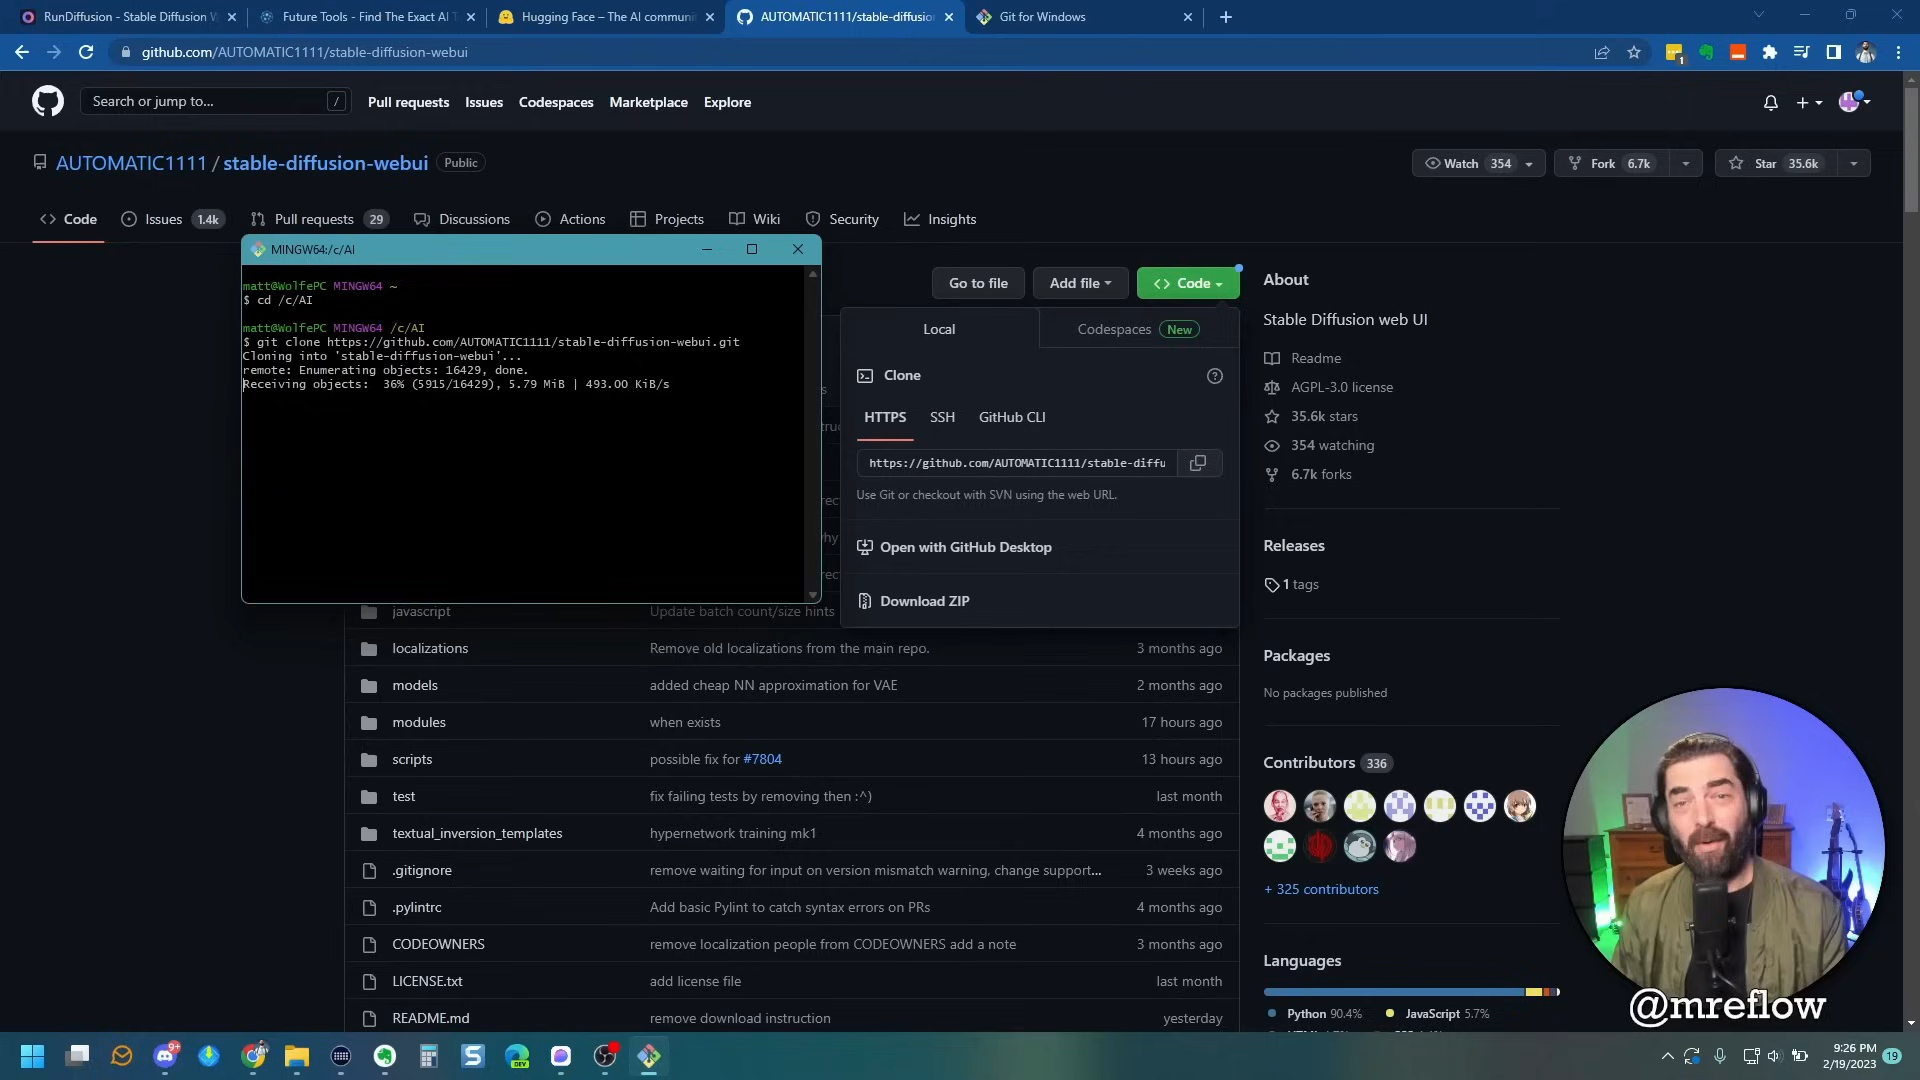 RunDiffusion - Stable Diffusion W
Future Tools - Find The Exact AI T
Hugging Face – The AI communi
AUTOMATIC1111/stable-diffusio
Git for Windows
github.com/AUTOMATIC1111/stable-diffusion-webui
1
Search or jump to...
/
Pull requests
Issues
Codespaces
Marketplace
Explore
AUTOMATIC1111 / stable-diffusion-webui
Public
Watch 354
Fork 6.7k
Star 35.6k
Code
Issues 1.4k
Pull requests 29
Discussions
Actions
Projects
Wiki
Security
Insights
MINGW64:/c/AI
matt@WolfePC MINGW64 ~
$ cd /c/AI
matt@WolfePC MINGW64 /c/AI
$ git clone https://github.com/AUTOMATIC1111/stable-diffusion-webui.git
Cloning into 'stable-diffusion-webui'...
remote: Enumerating objects: 16429, done.
Receiving objects:  36% (5915/16429), 5.79 MiB | 493.00 KiB/s
Go to file
Add file
Code
Local
Codespaces New
Clone
HTTPS
SSH
GitHub CLI
https://github.com/AUTOMATIC1111/stable-diffu
Use Git or checkout with SVN using the web URL.
Open with GitHub Desktop
Download ZIP
javascript
Update batch count/size hints
localizations
Remove old localizations from the main repo.
3 months ago
models
added cheap NN approximation for VAE
2 months ago
modules
when exists
17 hours ago
scripts
possible fix for #7804
13 hours ago
test
fix failing tests by removing then :^)
last month
textual_inversion_templates
hypernetwork training mk1
4 months ago
.gitignore
remove waiting for input on version mismatch warning, change support...
3 weeks ago
.pylintrc
Add basic Pylint to catch syntax errors on PRs
4 months ago
CODEOWNERS
remove localization people from CODEOWNERS add a note
3 months ago
LICENSE.txt
add license file
last month
README.md
remove download instruction
yesterday
About
Stable Diffusion web UI
Readme
AGPL-3.0 license
35.6k stars
354 watching
6.7k forks
Releases
1 tags
Packages
No packages published
Contributors 336
+ 325 contributors
Languages
Python 90.4%
JavaScript 5.7%
@mreflow
9+
DEV
9:26 PM
2/19/2023
19